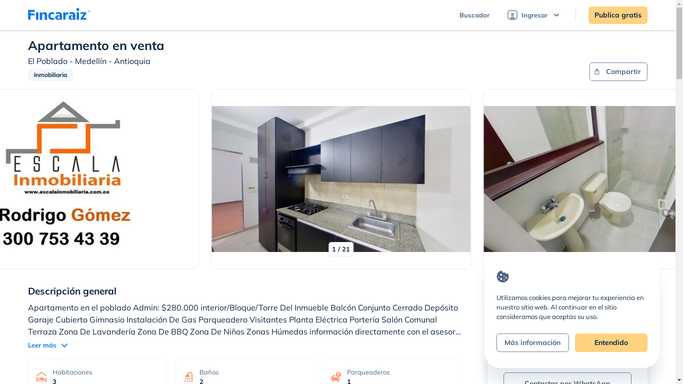 Fincaraiz
Buscador
Ingresar
Publica gratis
Apartamento en venta
El Poblado - Medellín - Antioquia
Inmobiliaria
Compartir
ESCALA
Inmobiliaria
www.escalainmobiliaria.com.co
Rodrigo Gómez
300 753 43 39
1 / 21
Descripción general
Apartamento en el poblado Admin: $280.000 interior/Bloque/Torre Del Inmueble Balcón Conjunto Cerrado Depósito
Garaje Cubierto Gimnasio Instalación De Gas Parqueadero Visitantes Planta Eléctrica Portería Salón Comunal
Terraza Zona De Lavandería Zona De BBQ Zona De Niños Zonas Húmedas información directamente con el asesor...
Leer más
Habitaciones
3
Baños
2
Parqueaderos
1
Utilizamos cookies para mejorar tu experiencia en
nuestro sitio web. Al continuar en el sitio
consideramos que aceptas su uso.
Más información
Entendido
Contactar por WhatsApp